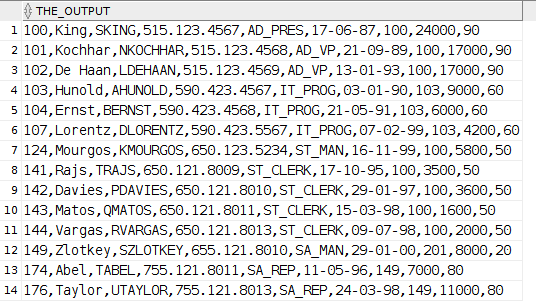 THE_OUTPUT
1 100,King,SKING,515.123.4567,AD_PRES,17-06-87,100,24000,90
2 101,Kochhar,NKOCHHAR,515.123.4568,AD_VP,21-09-89,100,17000,90
3 102,De Haan,LDEHAAN,515.123.4569,AD_VP,13-01-93,100,17000,90
4 103,Hunold,AHUNOLD,590.423.4567,IT_PROG,03-01-90,103,9000,60
5 104,Ernst,BERNST,590.423.4568,IT_PROG,21-05-91,103,6000,60
6 107,Lorentz,DLORENTZ,590.423.5567,IT_PROG,07-02-99,103,4200,60
7 124,Mourgos,KMOURGOS,650.123.5234,ST_MAN,16-11-99,100,5800,50
8 141,Rajs,TRAJS,650.121.8009,ST_CLERK,17-10-95,100,3500,50
9 142,Davies,PDAVIES,650.121.8010,ST_CLERK,29-01-97,100,3600,50
10 143,Matos,QMATOS,650.121.8011,ST_CLERK,15-03-98,100,1600,50
11 144,Vargas,RVARGAS,650.121.8013,ST_CLERK,09-07-98,100,2000,50
12 149,Zlotkey,SZLOTKEY,655.121.8010,SA_MAN,29-01-00,201,8000,20
13 174,Abel,TABEL,755.121.8011,SA_REP,11-05-96,149,7000,80
14 176,Taylor,UTAYLOR,755.121.8013,SA_REP,24-03-98,149,11000,80